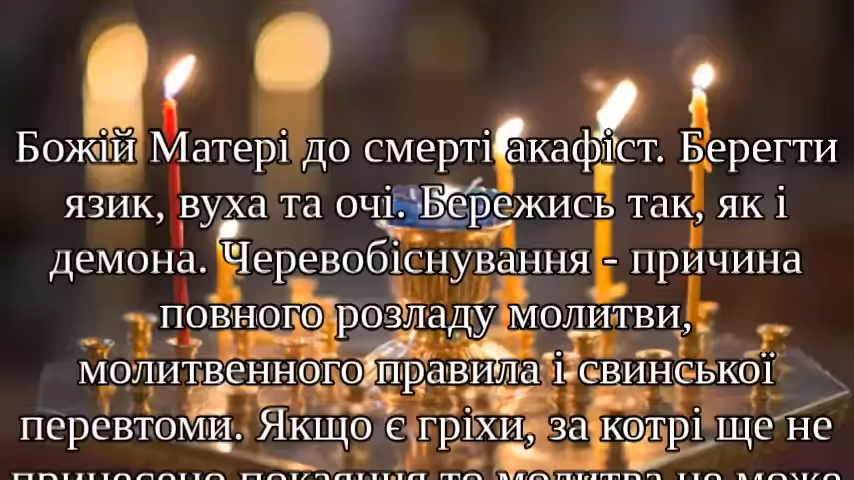 Божій Матері до смерті акафіст. Берегти
язик, вуха та очі. Бережись так, як і
демона. Черевобіснування - причина
повного розладу молитви,
молитвенного правила і свинської
перевтоми. Якщо є гріхи, за котрі ще не
принесено покаяння то молитва не може